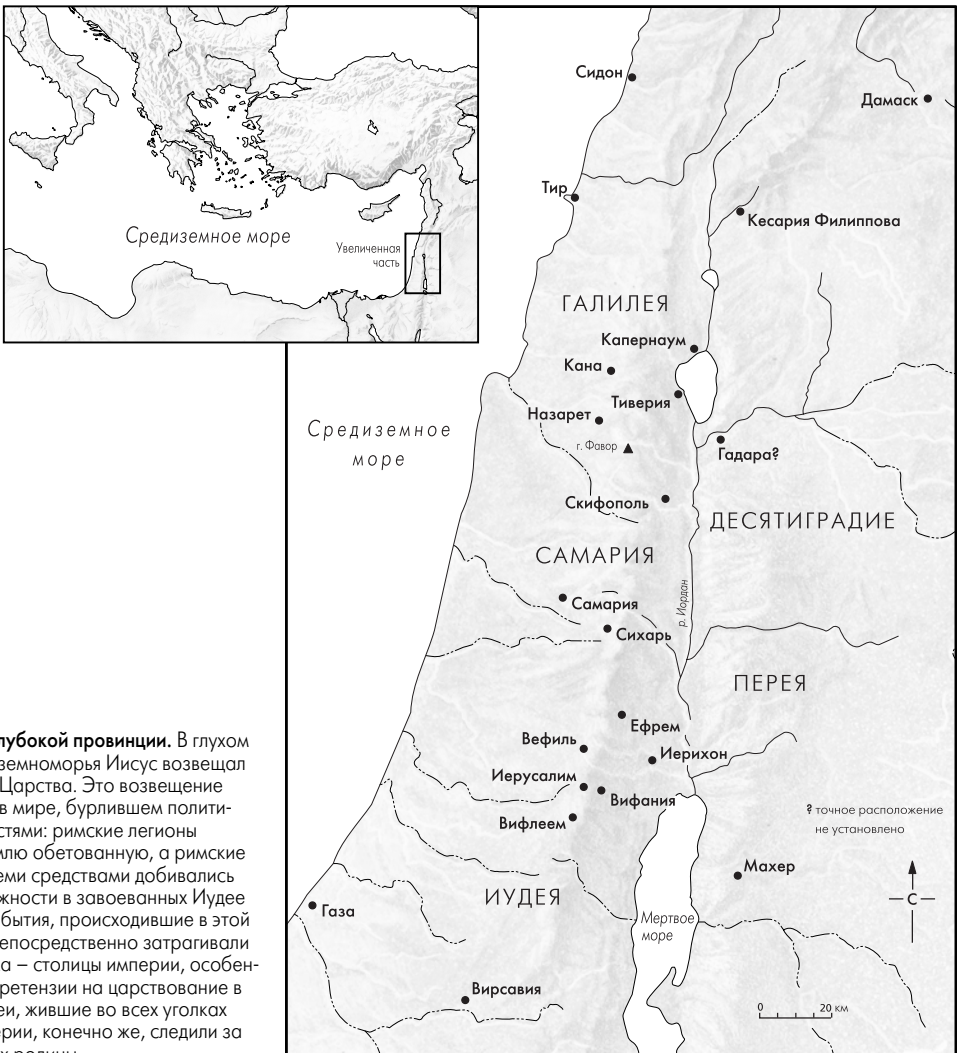 Средиземное море
Увеличенная
часть
Сидон
Дамаск
Тир
Кесария Филиппова
ГАЛИЛЕЯ
Капернаум
Кана
Тиверия
Назарет
г. Фавор
Гадара?
Средиземное
море
Скифополь
ДЕСЯТИГРАДИЕ
САМАРИЯ
р. Иордан
Самария
Сихарь
ПЕРЕЯ
Ефрем
Вефиль
Иерихон
Иерусалим
Вифания
Вифлеем
? точное расположение
не установлено
Махер
ИУДЕЯ
С
Газа
Мертвое
море
Вирсавия
0 20 км
лубокой провинции. В глухом
земноморья Иисус возвещал
Царства. Это возвещение
в мире, бурлившем полити-
стями: римские легионы
млю обетованную, а римские
еми средствами добивались
жности в завоеванных Иудее
бытия, происходившие в этой
епосредственно затрагивали
а – столицы империи, особен-
ретензии на царствование в
еи, жившие во всех уголках
ерии, конечно же, следили за